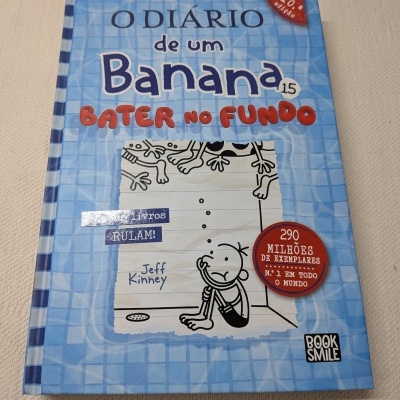 O DIÁRIO
de um
Banana
15
BATER NO FUNDO
edição
livros
RULAM!
Jeff
Kinney
290
MILHÕES
DE EXEMPLARES
N.º 1 EM TODO
O MUNDO
BOOK
SMILE